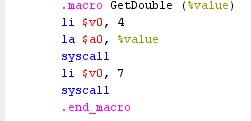 .macro GetDouble (%value)
li $v0, 4
la $a0, %value
syscall
li $v0, 7
syscall
.end_macro